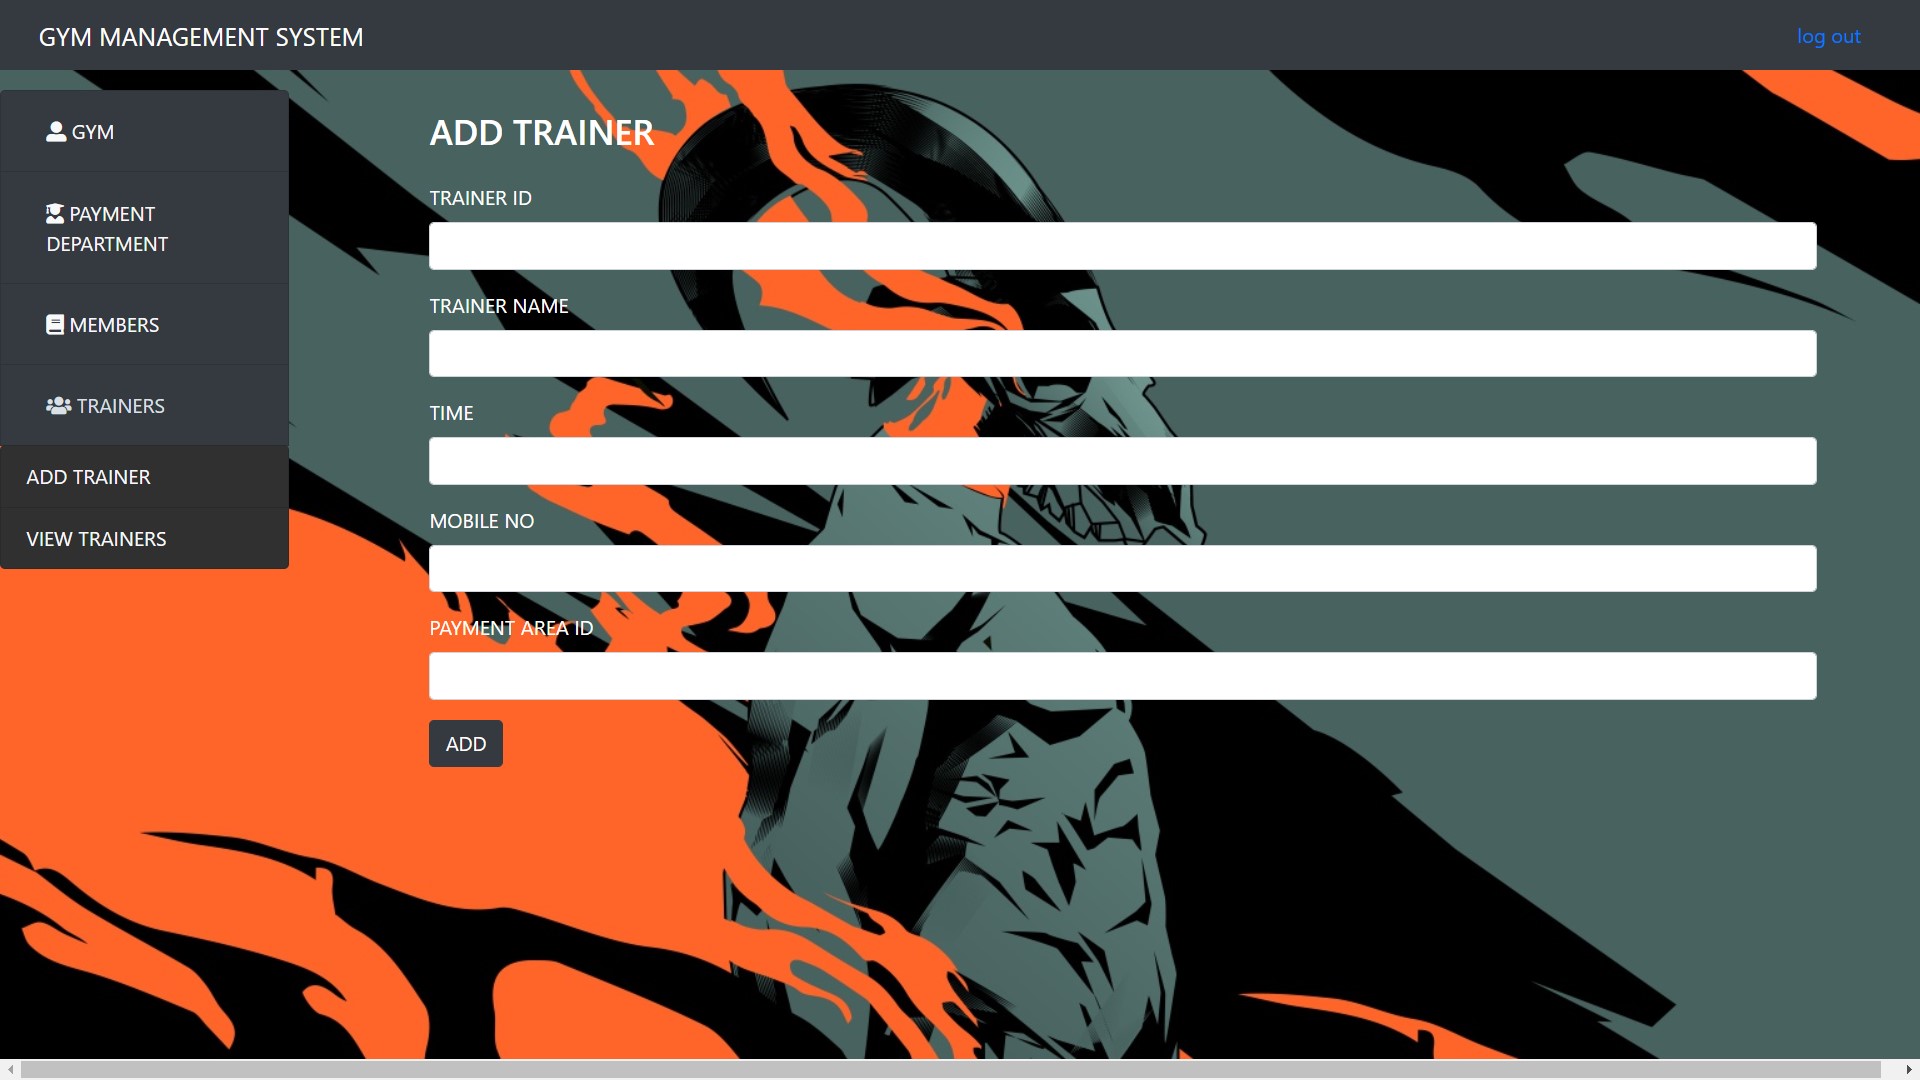 GYM MANAGEMENT SYSTEM
log out
GYM
PAYMENT
DEPARTMENT
MEMBERS
TRAINERS
ADD TRAINER
VIEW TRAINERS
ADD TRAINER
TRAINER ID
TRAINER NAME
TIME
MOBILE NO
PAYMENT AREA ID
ADD